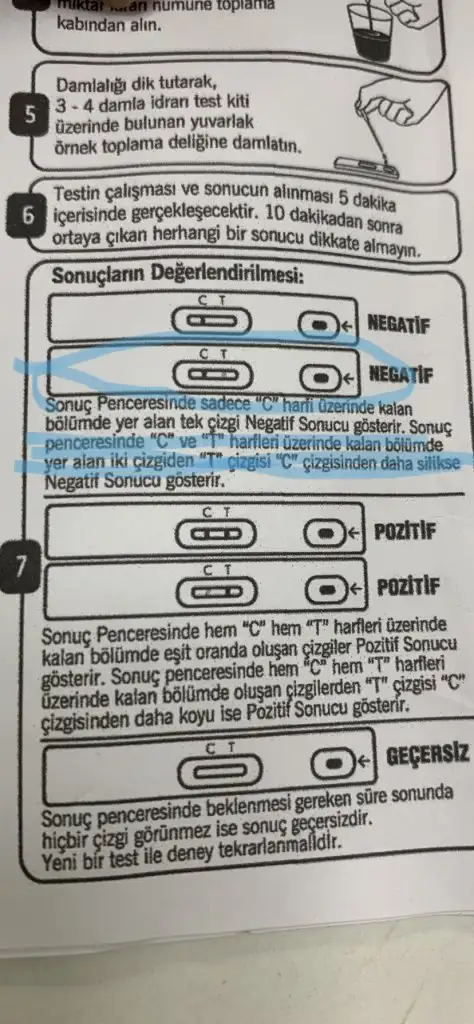 numune toplama
kabından alın.
5
Damlalığı dik tutarak,
3 - 4 damla idrarı test kiti
üzerinde bulunan yuvarlak
örnek toplama deliğine damlatın.
6
Testin çalışması ve sonucun alınması 5 dakika
içerisinde gerçekleşecektir. 10 dakikadan sonra
ortaya çıkan herhangi bir sonucu dikkate almayın.
Sonuçların Değerlendirilmesi:
C T
NEGATİF
C T
NEGATİF
Sonuç Penceresinde sadece "C" harfi üzerinde kalan
bölümde yer alan tek çizgi Negatif Sonucu gösterir. Sonuç
penceresinde "C" ve "T" harfleri üzerinde kalan bölümde
yer alan iki çizgiden "T" çizgisi "C" çizgisinden daha silikse
Negatif Sonucu gösterir.
C T
POZİTİF
7
C T
POZİTİF
Sonuç Penceresinde hem "C" hem "T" harfleri üzerinde
kalan bölümde eşit oranda oluşan çizgiler Pozitif Sonucu
gösterir. Sonuç penceresinde hem "C" hem "T" harfleri
üzerinde kalan bölümde oluşan çizgilerden "T" çizgisi "C"
çizgisinden daha koyu ise Pozitif Sonucu gösterir.
C T
GEÇERSİZ
Sonuç penceresinde beklenmesi gereken süre sonunda
hiçbir çizgi görünmez ise sonuç geçersizdir.
Yeni bir test ile deney tekrarlanmalıdır.